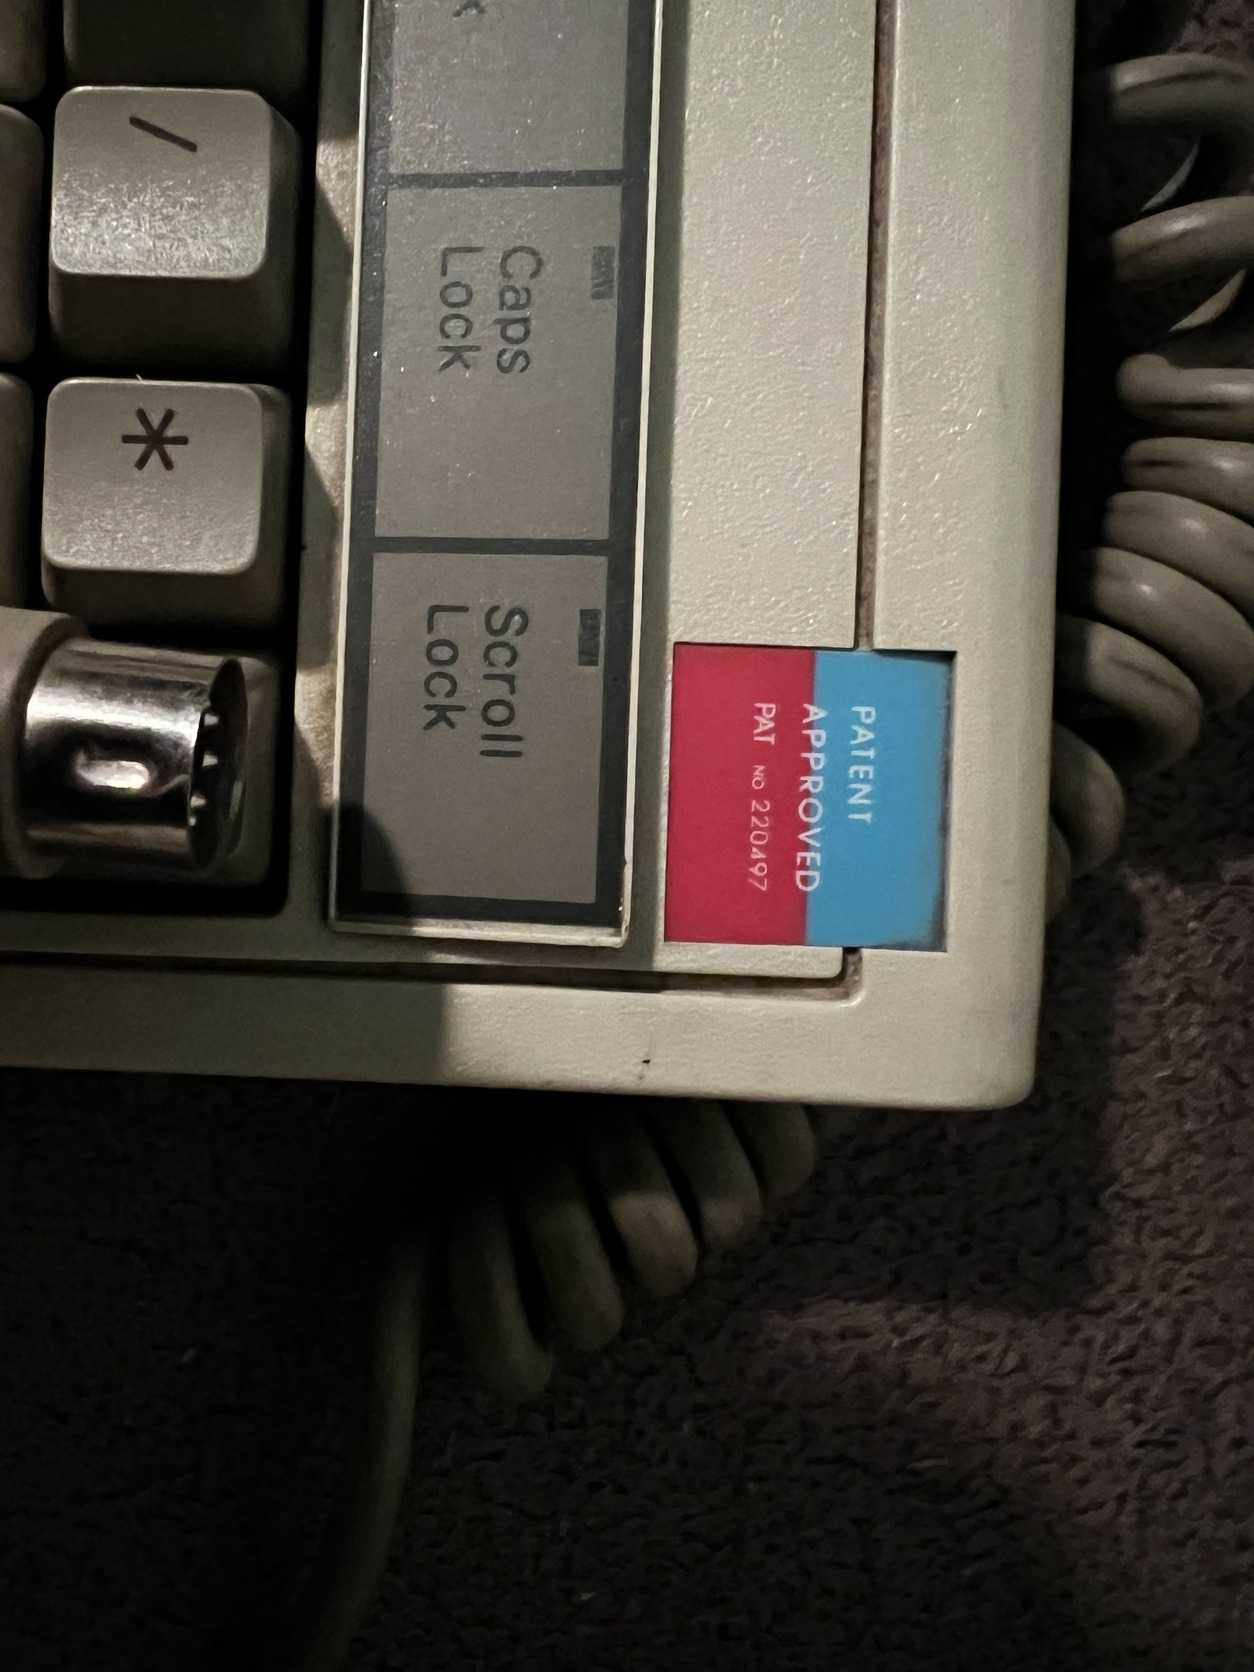 /
*
Caps
Lock
Scroll
Lock
PATENT
APPROVED
PAT NO 220497